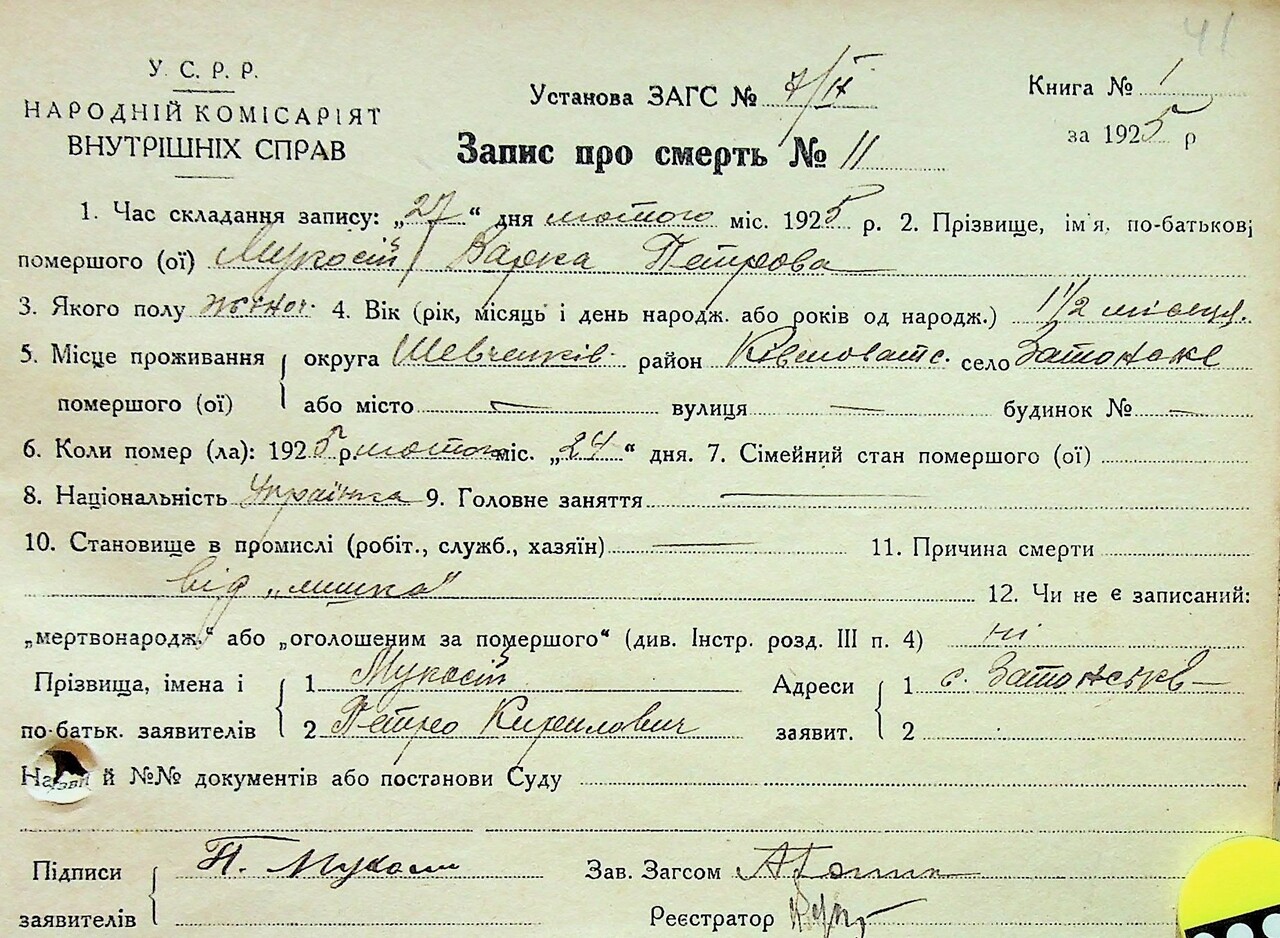 41
У. С. Р. Р.
НАРОДНІЙ КОМІСАРІЯТ
ВНУТРІШНІХ СПРАВ
Установа ЗАГС № 7/ІХ
Книга № 1
за 1925 р
Запис про смерть № 11
1. Час складання запису: „27“ дня лютого міс. 1925 р. 2. Прізвище, ім'я, по-батькові
помершого (ої) Мукосій Варка Петрова
3. Якого полу жіноч. 4. Вік (рік, місяць і день народж. або років од народж.) 1 1/2 місяця.
5. Місце проживання округа Шевченків. район село Затонське
помершого (ої) або місто — вулиця — будинок № —
6. Коли помер (ла): 1925 р. лютого міс. „24“ дня. 7. Сімейний стан помершого (ої)
8. Національність Українка 9. Головне заняття —
10. Становище в промислі (робіт., служб., хазяїн) — 11. Причина смерти
від 12. Чи не є записаний:
„мертвонародж.“ або „оголошеним за помершого“ (див. Інстр. розд. III п. 4) ні
Прізвища, імена і 1 Мукосій Адреси 1 с. Затонське
по-батьк. заявителів 2 Петро Кирилович заявит. 2
Назви й №№ документів або постанови Суду
Підписи П. Мукосій Зав. Загсом
заявителів Реєстратор